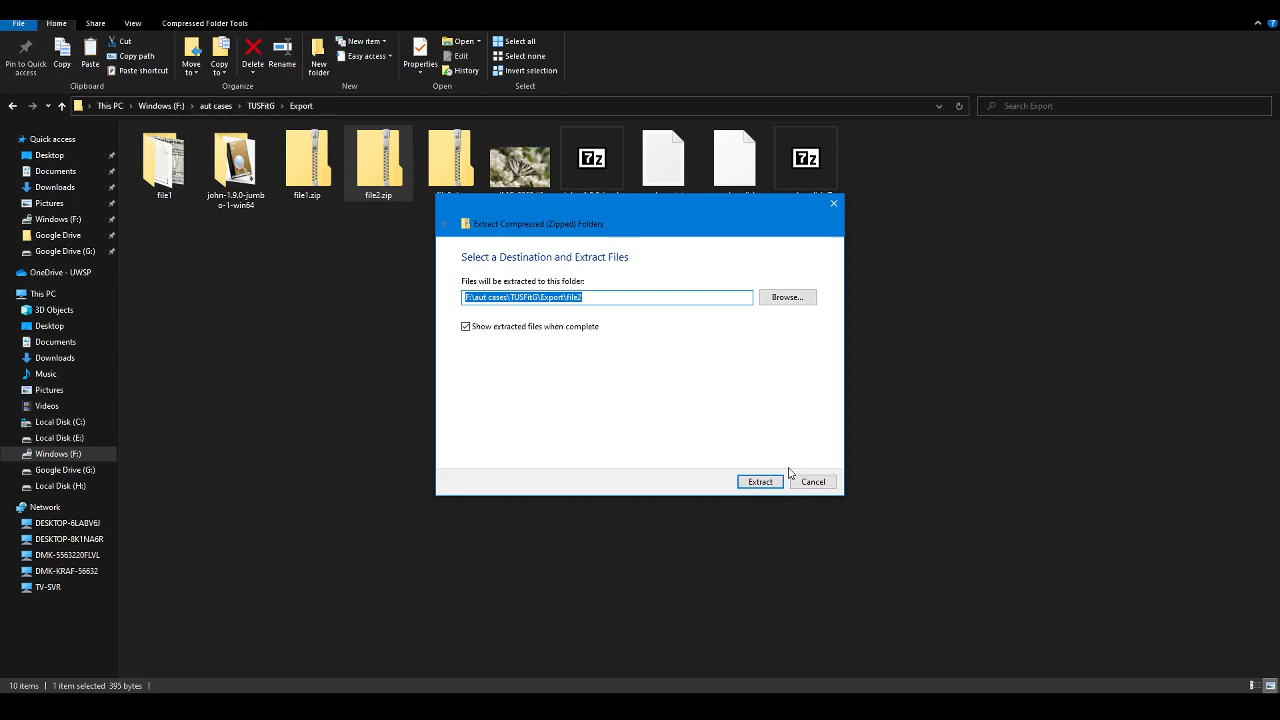 File Home Share View Compressed Folder Tools
Pin to Quick access
Copy
Paste
Cut
Copy path
Paste shortcut
Clipboard
Move to
Copy to
Delete
Rename
Organize
New folder
New item
Easy access
New
Properties
Open
Edit
History
Open
Select all
Select none
Invert selection
Select
This PC > Windows (F:) > aut cases > TUSFitG > Export
Search Export
Quick access
Desktop
Documents
Downloads
Pictures
Windows (F:)
Google Drive
Google Drive (G:)
OneDrive - UWSP
This PC
3D Objects
Desktop
Documents
Downloads
Music
Pictures
Videos
Local Disk (C:)
Local Disk (E:)
Windows (F:)
Google Drive (G:)
Local Disk (H:)
Network
DESKTOP-6LABV6J
DESKTOP-8K1NA6R
DMK-5563220FLVL
DMK-KRAF-56632
TV-SVR
7z
7z
file1
john-1.9.0-jumb
o-1-win64
file1.zip
file2.zip
Extract Compressed (Zipped) Folders
Select a Destination and Extract Files
Files will be extracted to this folder:
F:\aut cases\TUSFitG\Export\file2
Browse...
Show extracted files when complete
Extract
Cancel
10 items
1 item selected 395 bytes